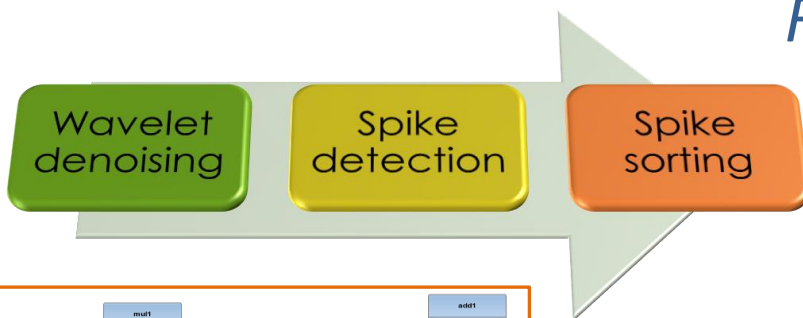 Wavelet
denoising
Spike
detection
Spike
sorting
mul1
add1